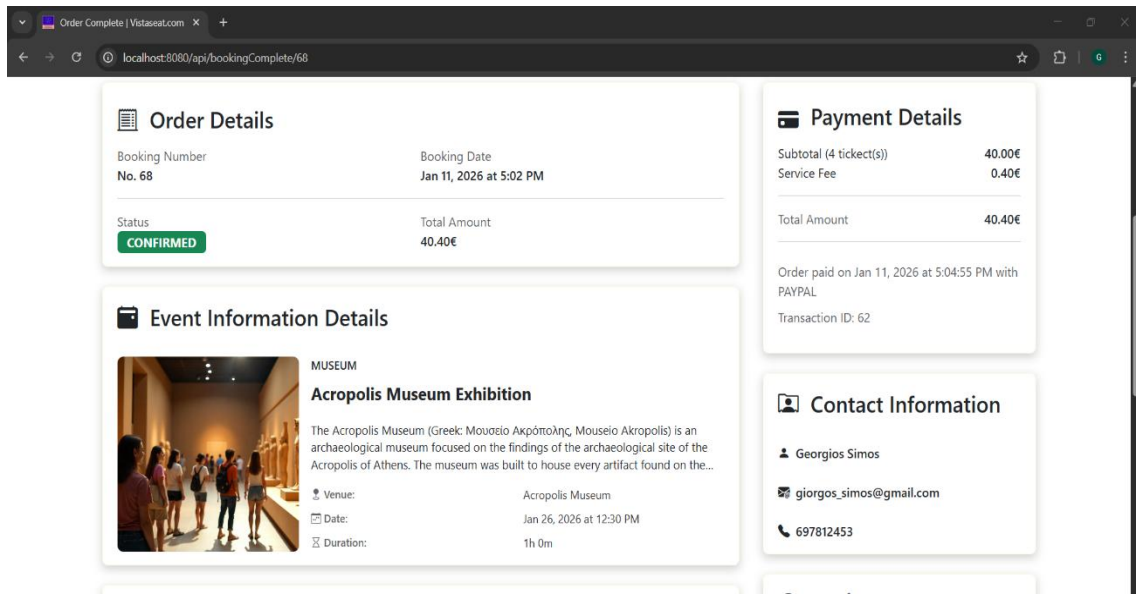 Order Complete | Vistaseat.com
localhost:8080/api/bookingComplete/68
G
Order Details
Booking Number
No. 68
Booking Date
Jan 11, 2026 at 5:02 PM
Status
CONFIRMED
Total Amount
40.40€
Event Information Details
MUSEUM
Acropolis Museum Exhibition
The Acropolis Museum (Greek: Μουσείο Ακρόπολης, Mouseio Akropolis) is an
archaeological museum focused on the findings of the archaeological site of the
Acropolis of Athens. The museum was built to house every artifact found on the...
Venue: Acropolis Museum
Date: Jan 26, 2026 at 12:30 PM
Duration: 1h 0m
Payment Details
Subtotal (4 tickect(s)) 40.00€
Service Fee 0.40€
Total Amount 40.40€
Order paid on Jan 11, 2026 at 5:04:55 PM with
PAYPAL
Transaction ID: 62
Contact Information
Georgios Simos
giorgos_simos@gmail.com
697812453